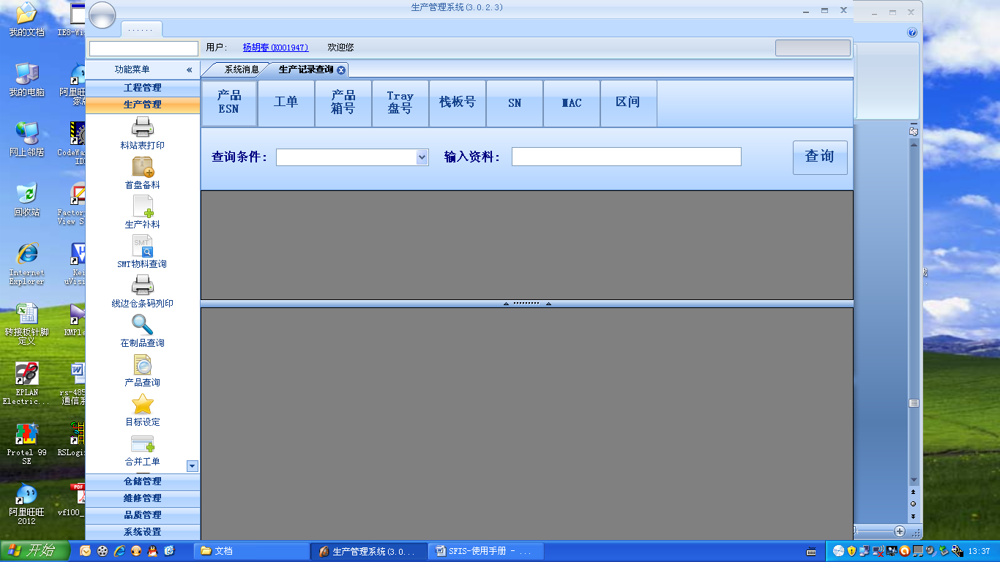 生产管理系统(3.0.2.3)
······
用户:
杨胡春(K001947)
欢迎您
功能菜单
«
系统消息
生产记录查询
工程管理
生产管理
料站表打印
首盘备料
生产补料
SMT
SMT物料查询
线边仓条码列印
在制品查询
产品查询
目标设定
合并工单
仓储管理
维修管理
品质管理
系统设置
产品
ESN
工单
产品
箱号
Tray
盘号
栈板号
SN
MAC
区间
查询条件:
输入资料:
查询
我的文档
IE8-Wi
我的电脑
阿里旺
家版
网上邻居
CodeWa
ID
回收站
Factor
View S
Internet
Explorer
Kei
uVisi
转接板针脚
定义
KMPla
EPLAN
Electric...
rs-485
通信系
Protel 99
SE
RSLogi
阿里旺旺
2012
PDF
vf100_
开始
文档
生产管理系统(3.0...
SFIS-使用手册 - ...
13:37